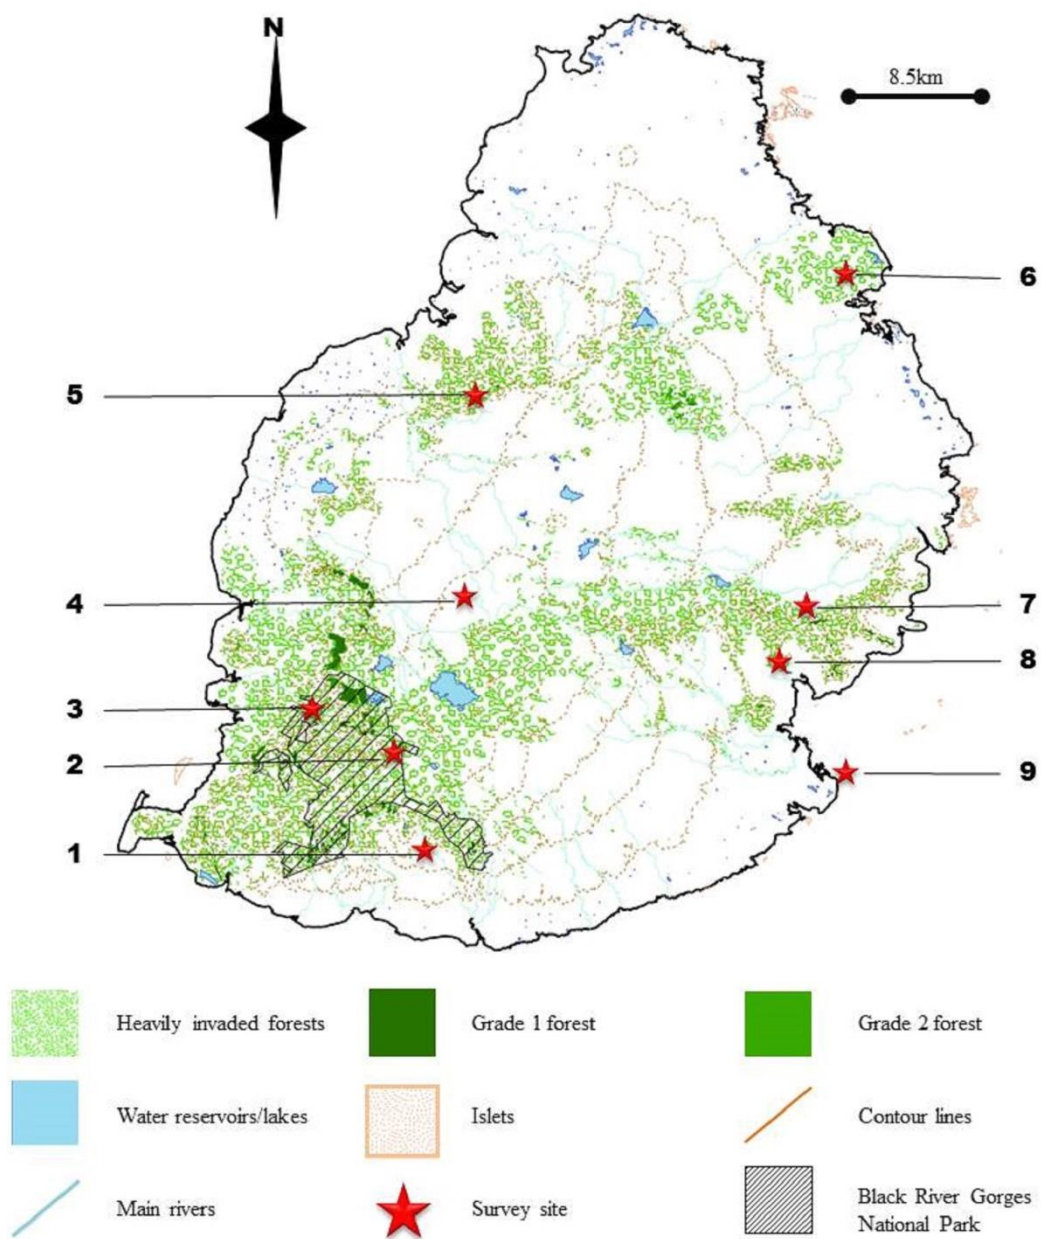 N
8.5km
6
5
4
7
8
3
2
9
1
Heavily invaded forests
Grade 1 forest
Grade 2 forest
Water reservoirs/lakes
Islets
Contour lines
Main rivers
Survey site
Black River Gorges
National Park